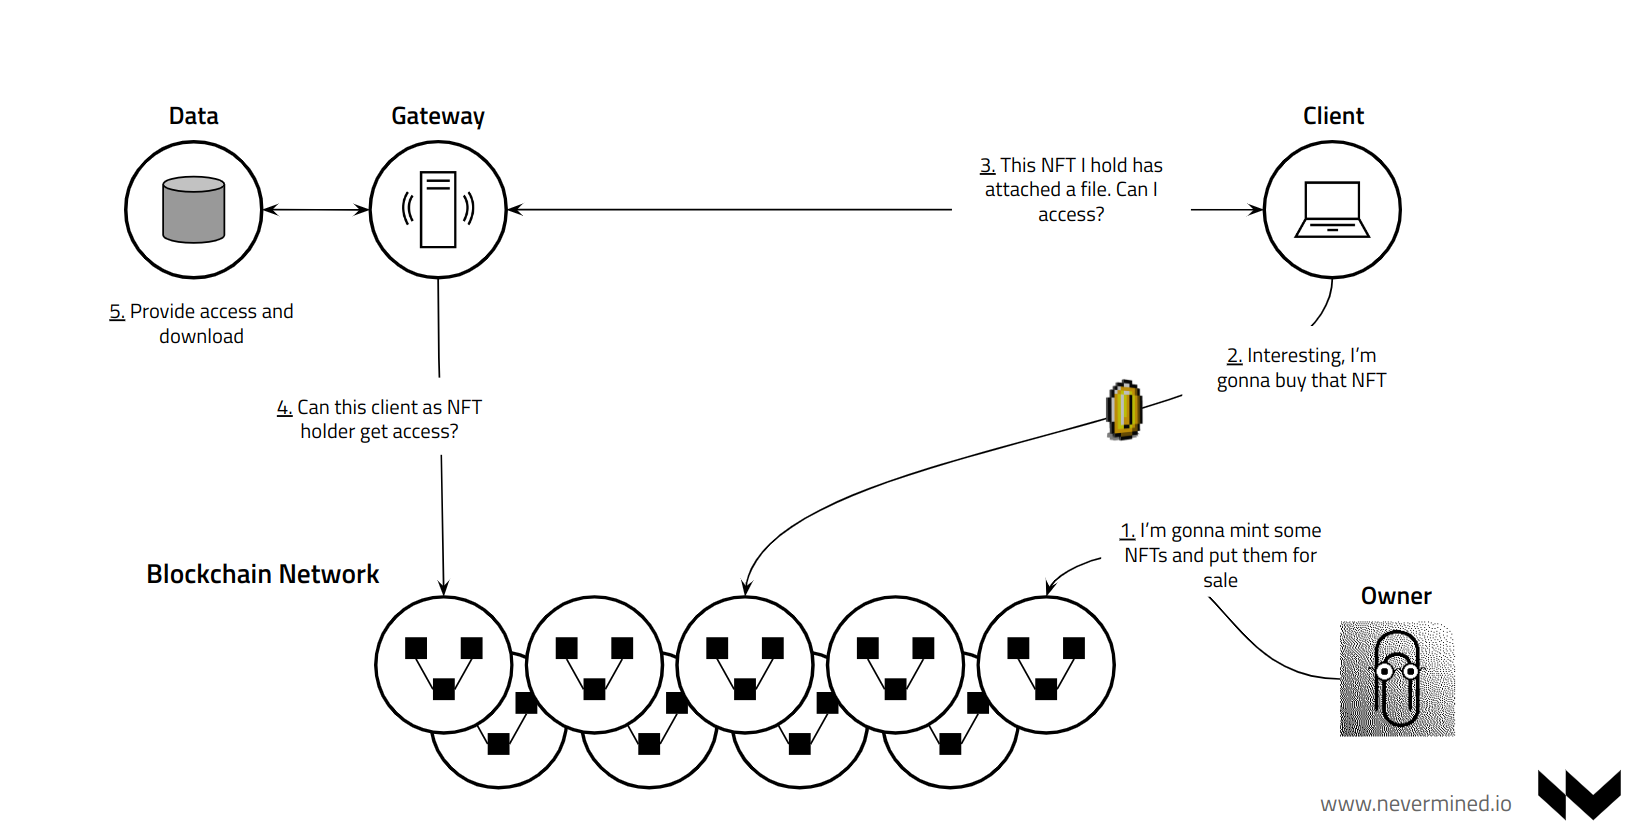 Data
Gateway
Client
3. This NFT I hold has
attached a file. Can I
access?
5. Provide access and
download
2. Interesting, I'm
gonna buy that NFT
4. Can this client as NFT
holder get access?
1. I'm gonna mint some
NFTs and put them for
sale
Blockchain Network
Owner
www.nevermined.io